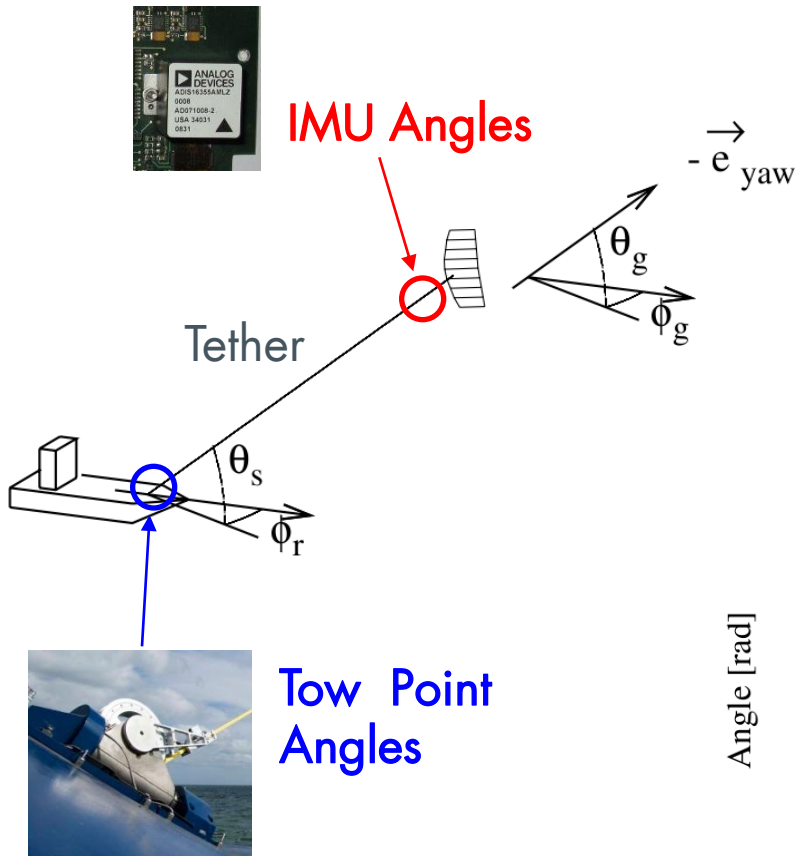 ANALOG
DEVICES
ADIS16355AMLZ
0008
AD071008-2
USA 34031
0831
IMU Angles
- e yaw
θg
ϕg
Tether
θs
ϕr
Tow Point
Angles
Angle [rad]